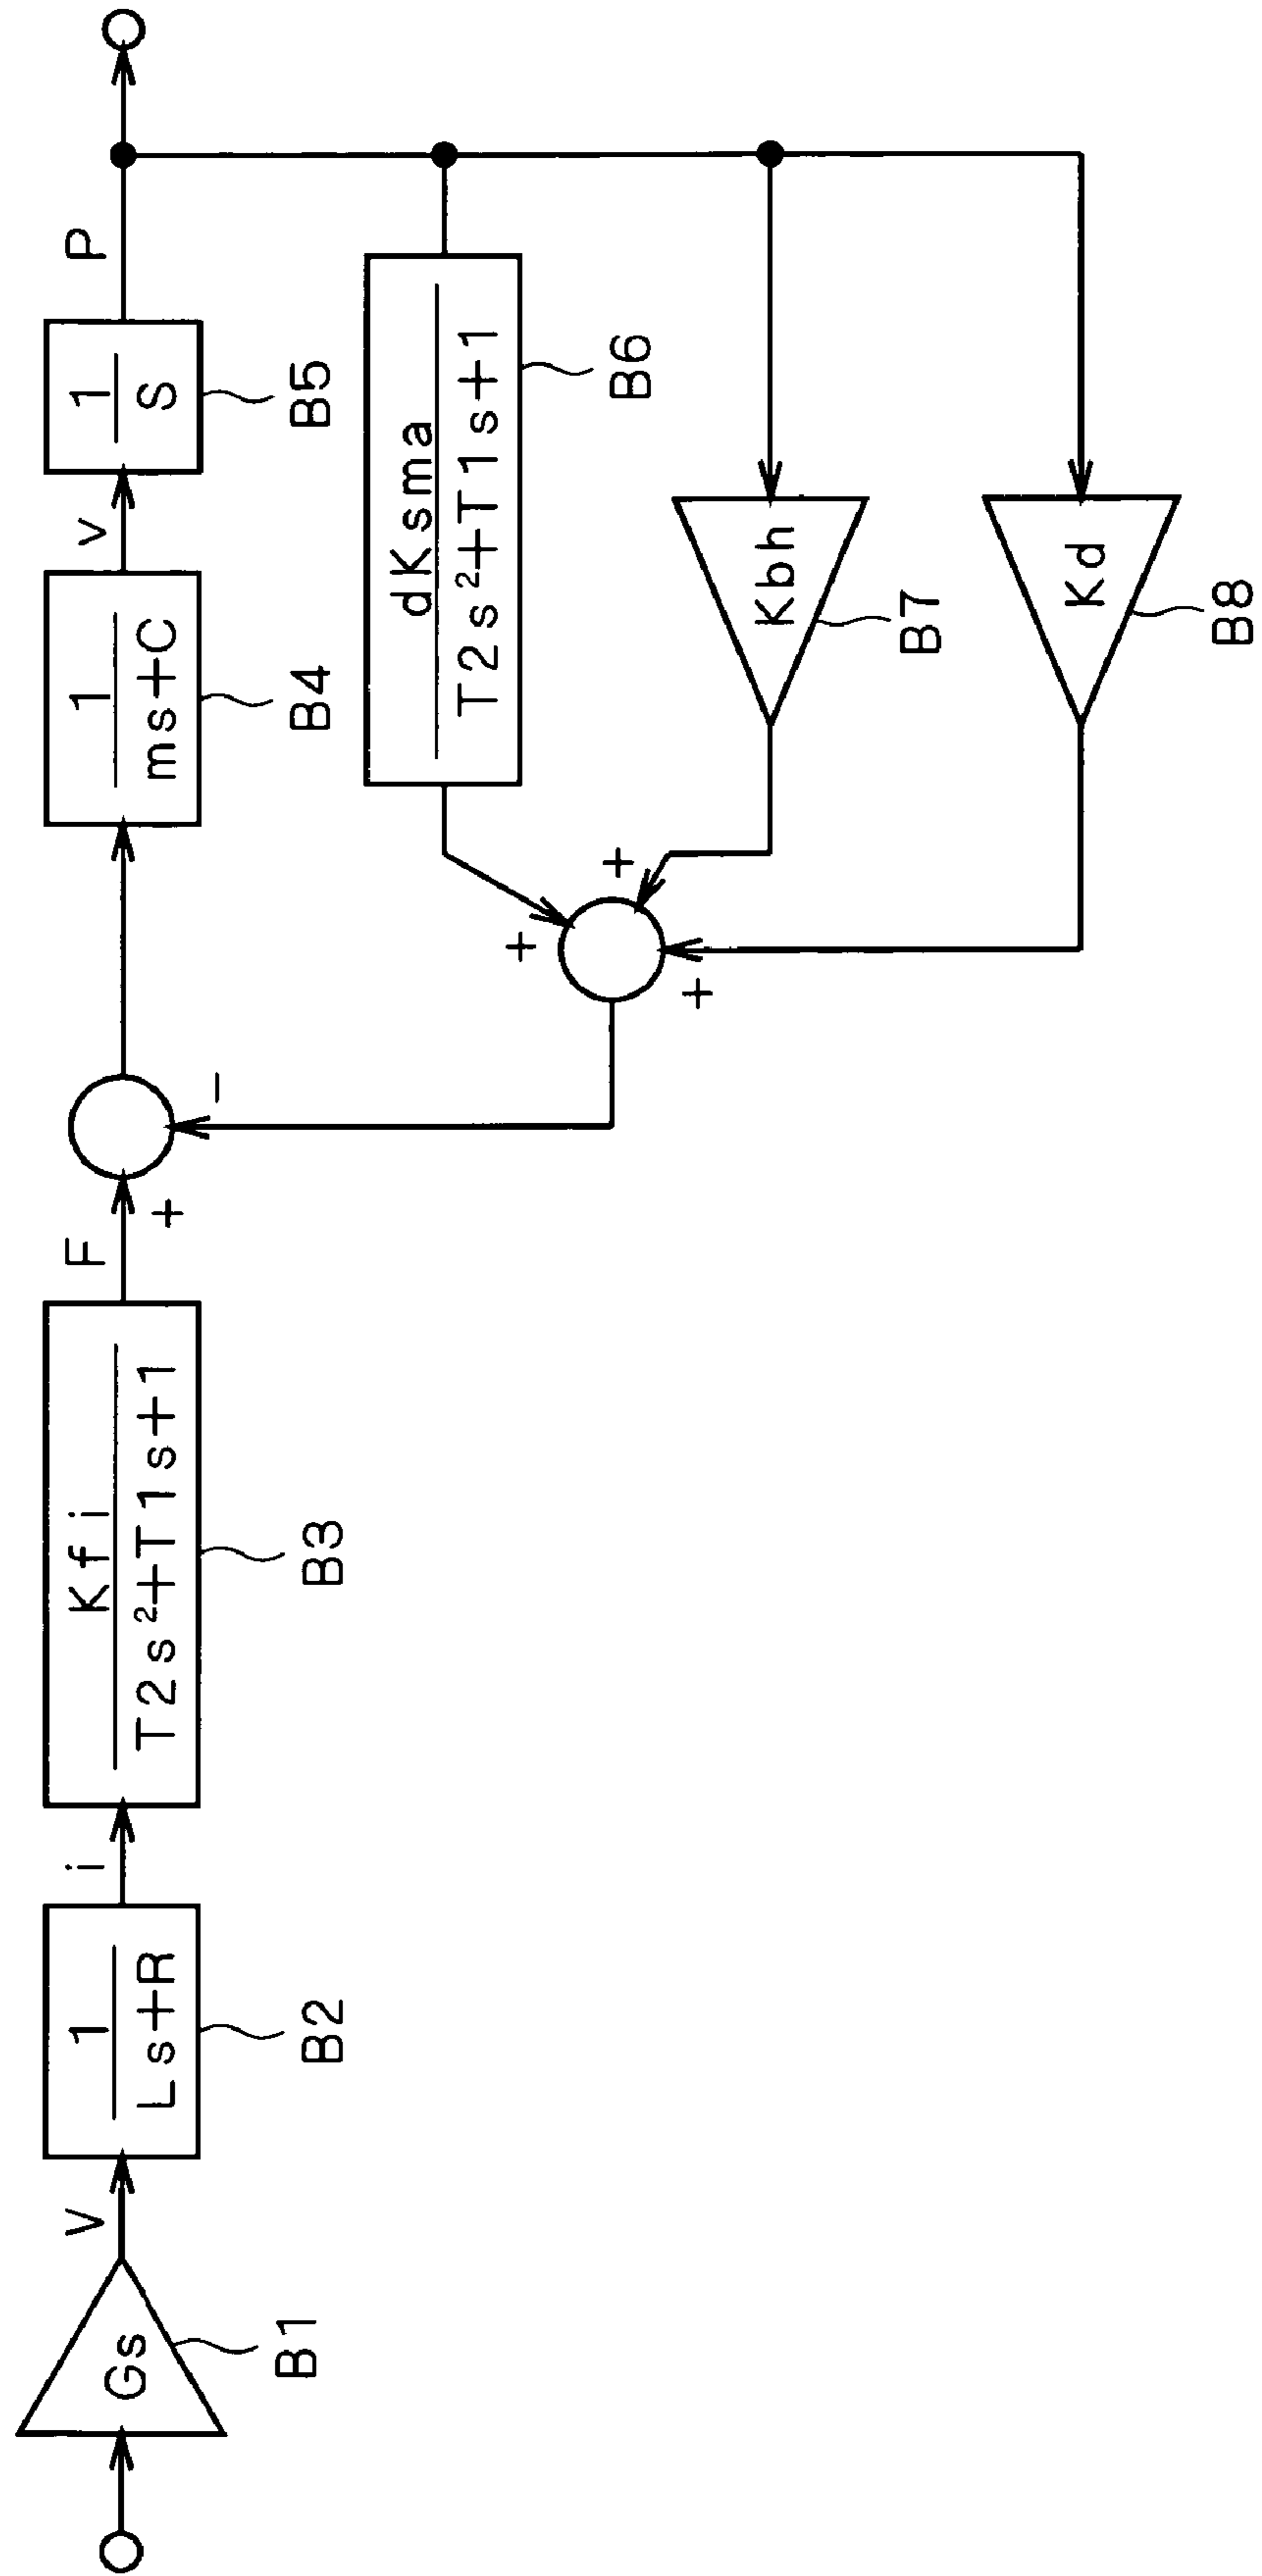 Gs
B1
V
1
Ls+R
B2
i
Kfi
T2s²+T1s+1
B3
F
+
−
1
ms+C
B4
v
1
S
B5
P
dKsma
T2s²+T1s+1
B6
+
+
+
Kbh
B7
Kd
B8